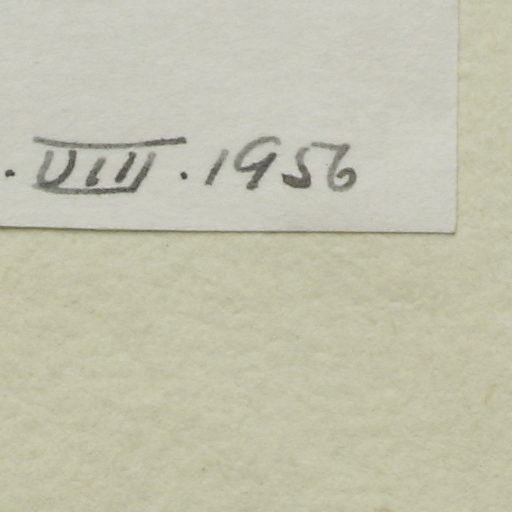 . VIII . 1956